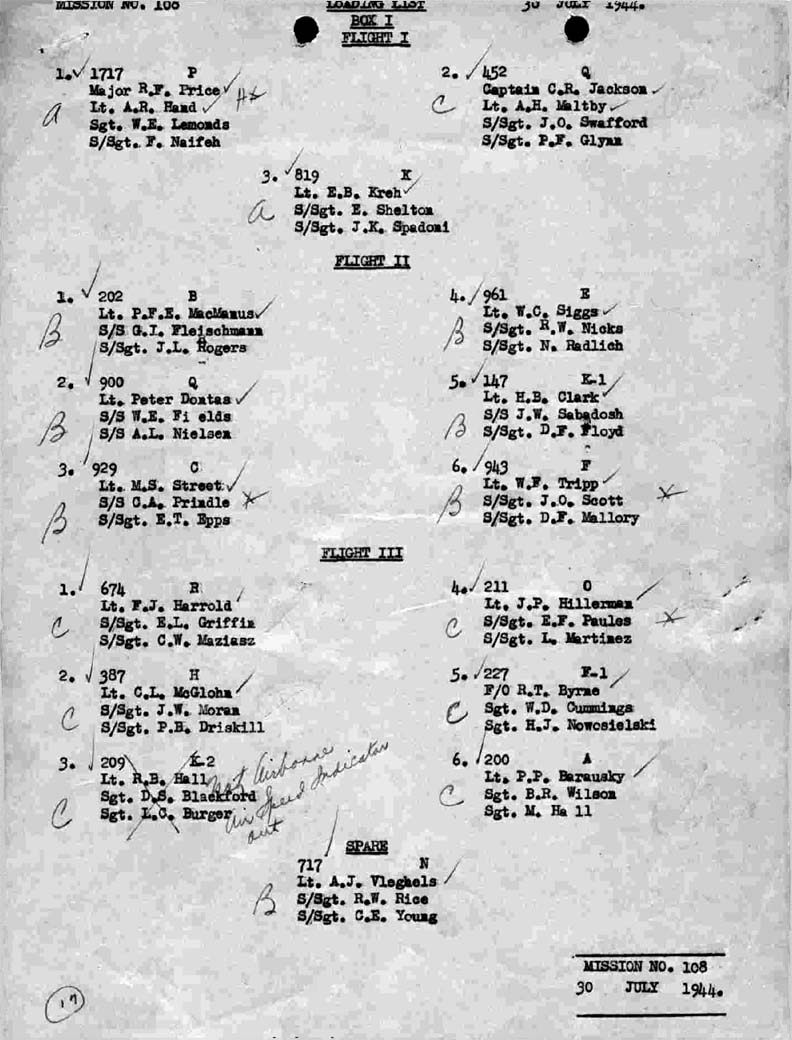 MISSION NO. 108 LOADING LIST 30 JULY 1944.
BOX I
FLIGHT I
1. 1717 P
Major R.F. Price
Lt. A.R. Hand
Sgt. W.E. Lemonds
S/Sgt. F. Naifeh
a
2. 452 Q
Captain C.R. Jackson
Lt. A.H. Maltby
S/Sgt. J.O. Swafford
S/Sgt. P.F. Glynn
C
3. 819 K
Lt. E.B. Kreh
S/Sgt. E. Shelton
S/Sgt. J.K. Spadoni
a
FLIGHT II
1. 202 B
Lt. P.F.E. MacManus
S/S G.I. Fleischmann
S/Sgt. J.L. Rogers
B
2. 900 Q
Lt. Peter Dontas
S/S W.E. Fi elds
S/S A.L. Nielsen
B
3. 929 C
Lt. M.S. Street
S/S C.A. Prindle
S/Sgt. E.T. Epps
B
4. 961 E
Lt. W.C. Siggs
S/Sgt. R.W. Nicks
S/Sgt. N. Radlich
B
5. 147 K-1
Lt. H.B. Clark
S/S J.W. Sabadosh
S/Sgt. D.F. Floyd
B
6. 943 F
Lt. W.F. Tripp
S/Sgt. J.O. Scott
S/Sgt. D.F. Mallory
B
FLIGHT III
1. 674 R
Lt. F.J. Harrold
S/Sgt. E.L. Griffin
S/Sgt. C.W. Maziasz
C
2. 387 H
Lt. C.L. McGlohn
S/Sgt. J.W. Moran
S/Sgt. P.B. Driskill
C
3. 209 K-2
Lt. R.B. Hall
Sgt. D.S. Blackford
Sgt. L.C. Burger
C
Not Airborne
Air Speed Indicator
out
4. 211 O
Lt. J.P. Hillerman
S/Sgt. E.F. Paules
S/Sgt. L. Martinez
C
5. 227 F-1
F/O R.T. Byrne
Sgt. W.D. Cummings
Sgt. H.J. Nowosielski
C
6. 200 A
Lt. P.P. Barausky
Sgt. B.R. Wilson
Sgt. M. Ha ll
C
SPARE
717 N
Lt. A.J. Vleghels
S/Sgt. R.W. Rice
S/Sgt. C.E. Young
B
MISSION NO. 108
30 JULY 1944.
17